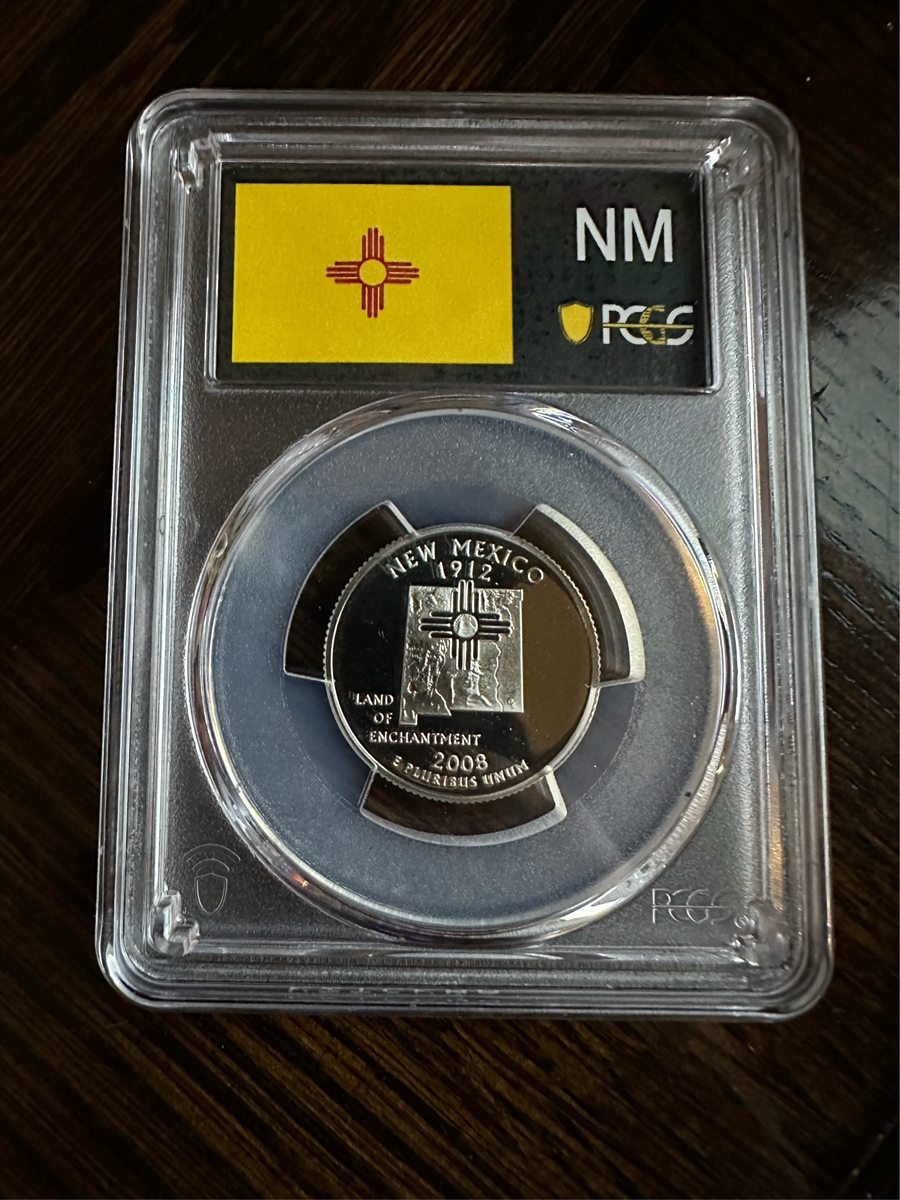 NM
PCGS
NEW MEXICO
1912
LAND
OF
ENCHANTMENT
2008
E PLURIBUS UNUM
PCGS